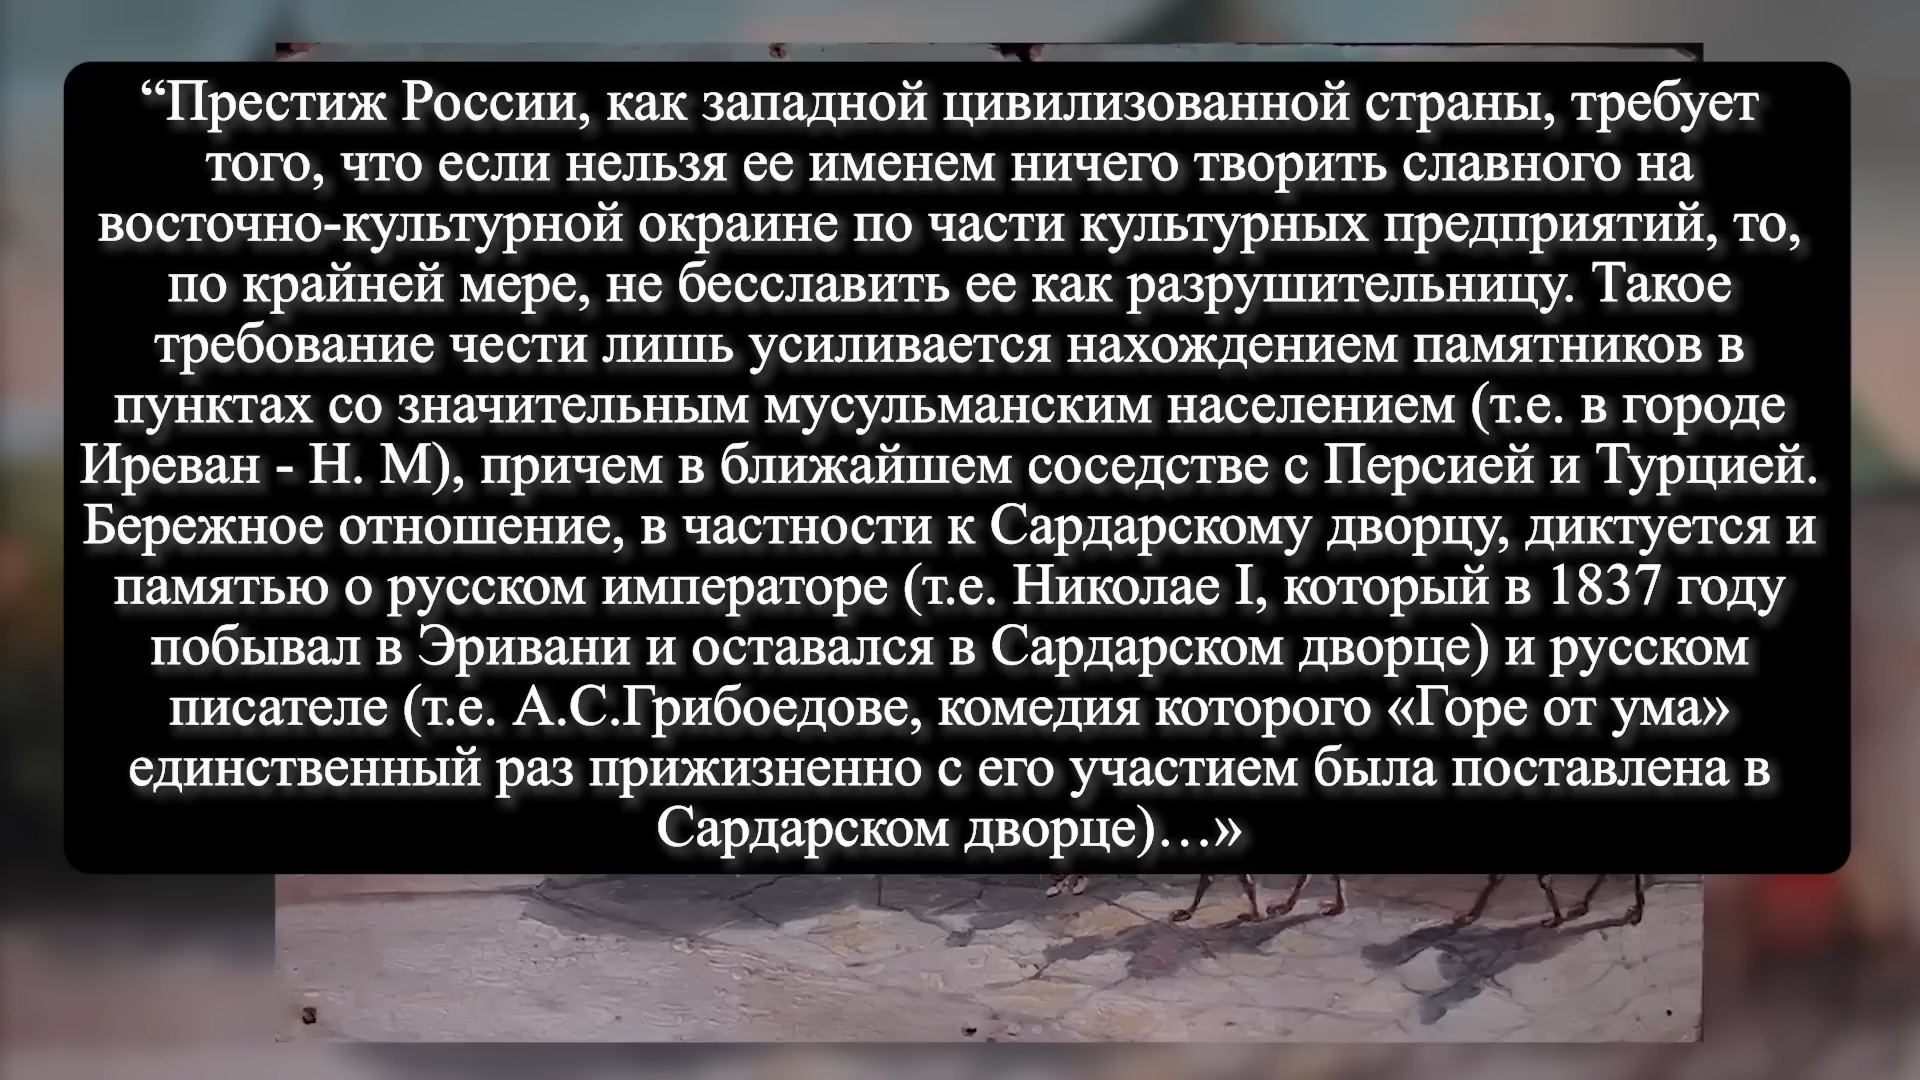 “Престиж России, как западной цивилизованной страны, требует
того, что если нельзя ее именем ничего творить славного на
восточно-культурной окраине по части культурных предприятий, то,
по крайней мере, не бесславить ее как разрушительницу. Такое
требование чести лишь усиливается нахождением памятников в
пунктах со значительным мусульманским населением (т.е. в городе
Иреван - Н. М), причем в ближайшем соседстве с Персией и Турцией.
Бережное отношение, в частности к Сардарскому дворцу, диктуется и
памятью о русском императоре (т.е. Николае I, который в 1837 году
побывал в Эривани и оставался в Сардарском дворце) и русском
писателе (т.е. А.С.Грибоедове, комедия которого «Горе от ума»
единственный раз прижизненно с его участием была поставлена в
Сардарском дворце)…»